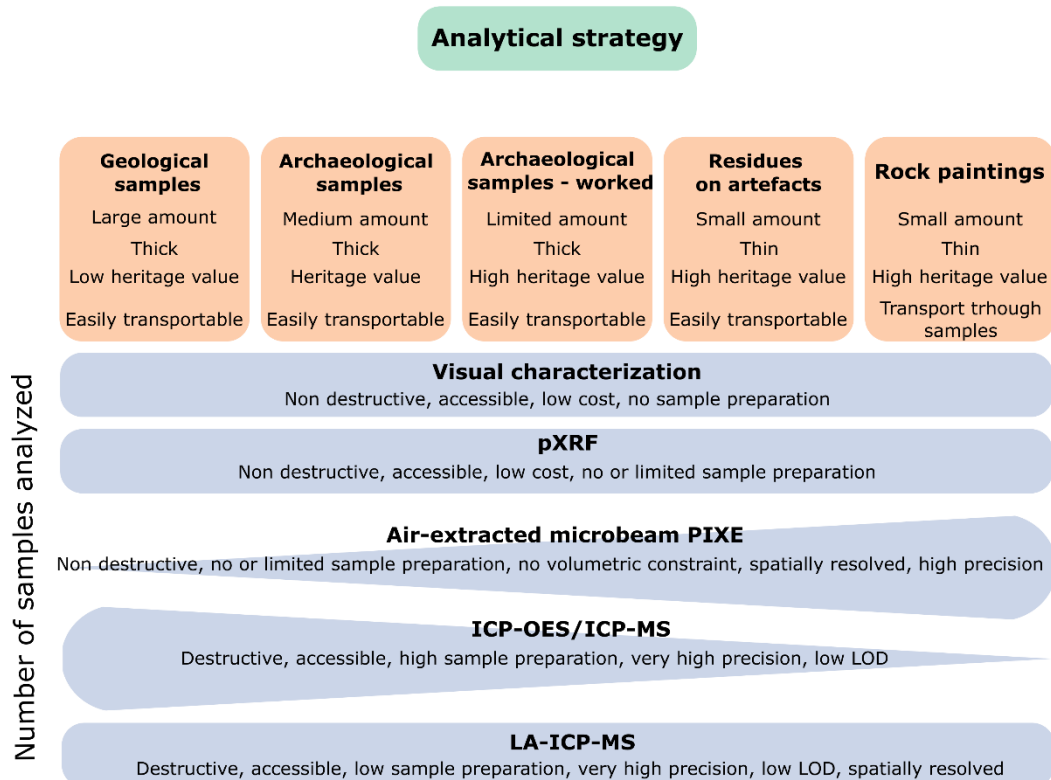 Analytical strategy
Geological
samples
Large amount
Thick
Low heritage value
Easily transportable
Archaeological
samples
Medium amount
Thick
Heritage value
Easily transportable
Archaeological
samples - worked
Limited amount
Thick
High heritage value
Easily transportable
Residues
on artefacts
Small amount
Thin
High heritage value
Easily transportable
Rock paintings
Small amount
Thin
High heritage value
Transport trhough
samples
Number of samples analyzed
Visual characterization
Non destructive, accessible, low cost, no sample preparation
pXRF
Non destructive, accessible, low cost, no or limited sample preparation
Air-extracted microbeam PIXE
Non destructive, no or limited sample preparation, no volumetric constraint, spatially resolved, high precision
ICP-OES/ICP-MS
Destructive, accessible, high sample preparation, very high precision, low LOD
LA-ICP-MS
Destructive, accessible, low sample preparation, very high precision, low LOD, spatially resolved